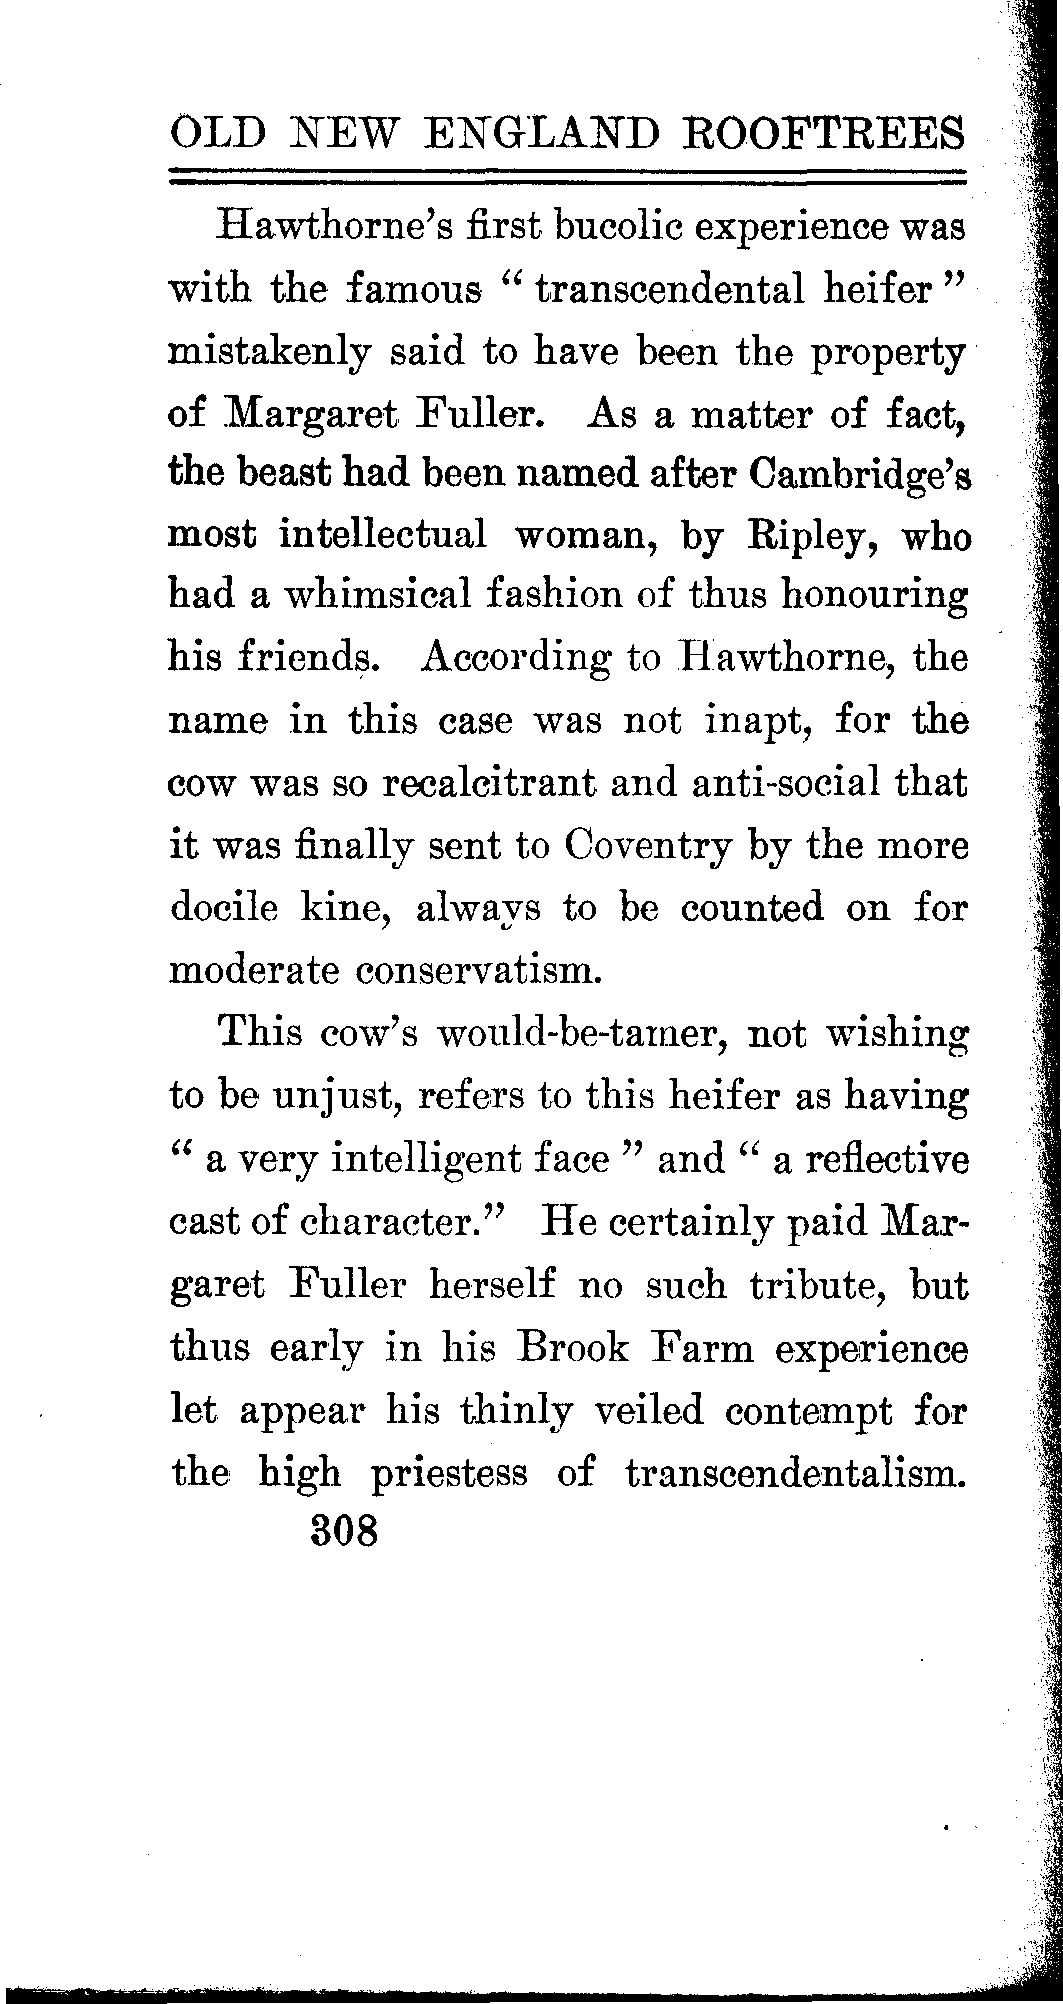 OLD NEW ENGLAND ROOFTREES
Hawthorne's first bucolic experience was
with the famous " transcendental heifer "
mistakenly said to have been the property
of Margaret Fuller. As a matter of fact,
the beast had been named after Cambridge's
most intellectual woman, by Ripley, who
had a whimsical fashion of thus honouring
his friends. According to Hawthorne, the
name in this case was not inapt, for the
cow was so recalcitrant and anti-social that
it was finally sent to Coventry by the more
docile kine, always to be counted on for
moderate conservatism.
This cow's would-be-tamer, not wishing
to be unjust, refers to this heifer as having
" a very intelligent face " and " a reflective
cast of character." He certainly paid Mar-
garet Fuller herself no such tribute, but
thus early in his Brook Farm experience
let appear his thinly veiled contempt for
the high priestess of transcendentalism.
308